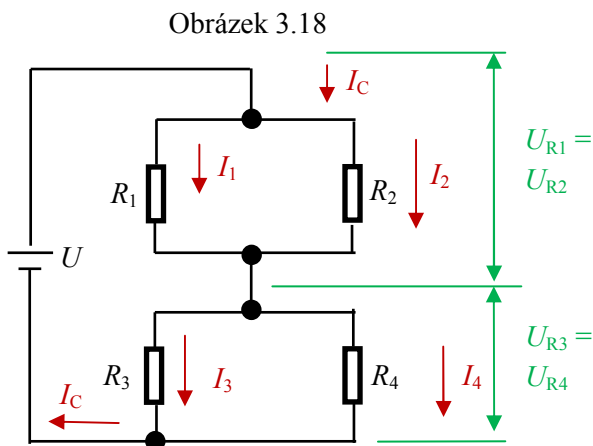 Obrázek 3.18
I_C
U_R1 =
U_R2
I_1
I_2
R_1
R_2
U
U_R3 =
U_R4
R_3
I_3
R_4
I_4
I_C